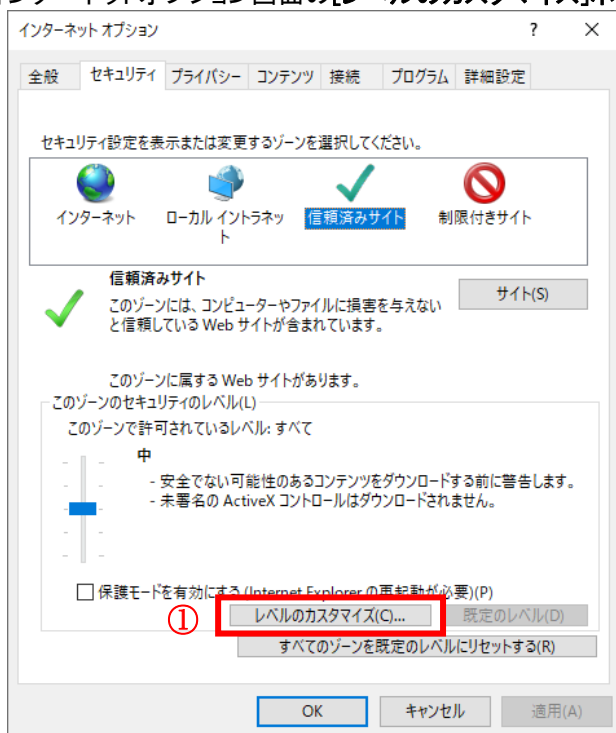 インターネット オプション
? ×
全般 セキュリティ プライバシー コンテンツ 接続 プログラム 詳細設定
セキュリティ設定を表示または変更するゾーンを選択してください。
インターネット ローカル イントラネッ 信頼済みサイト 制限付きサイト
ト
信頼済みサイト
サイト(S)
このゾーンには、コンピューターやファイルに損害を与えない
と信頼している Web サイトが含まれています。
このゾーンに属する Web サイトがあります。
このゾーンのセキュリティのレベル(L)
このゾーンで許可されているレベル: すべて
中
- 安全でない可能性のあるコンテンツをダウンロードする前に警告します。
- 未署名の ActiveX コントロールはダウンロードされません。
保護モードを有効にする (Internet Explorer の再起動が必要)(P)
① レベルのカスタマイズ(C)... 既定のレベル(D)
すべてのゾーンを既定のレベルにリセットする(R)
OK キャンセル 適用(A)